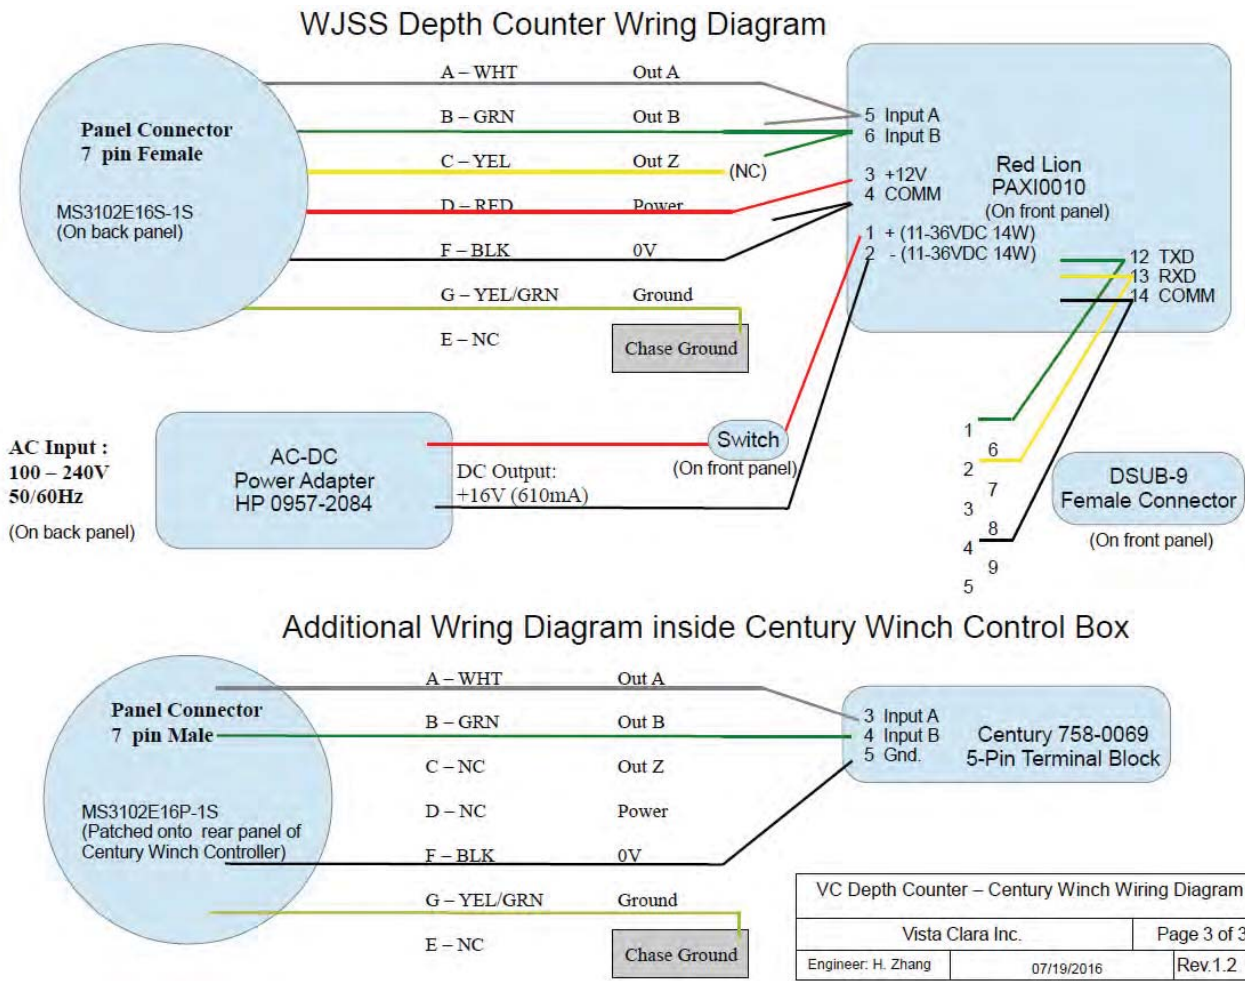 WJSS Depth Counter Wring Diagram
Panel Connector
7 pin Female
MS3102E16S-1S
(On back panel)
A – WHT Out A
B – GRN Out B
C – YEL Out Z
(NC)
D – RED Power
F – BLK 0V
G – YEL/GRN Ground
E – NC
Chase Ground
5 Input A
6 Input B
3 +12V
4 COMM
1 + (11-36VDC 14W)
2 - (11-36VDC 14W)
Red Lion
PAXI0010
(On front panel)
12 TXD
13 RXD
14 COMM
AC Input :
100 – 240V
50/60Hz
(On back panel)
AC-DC
Power Adapter
HP 0957-2084
DC Output:
+16V (610mA)
Switch
(On front panel)
1
6
2
7
3
8
4
9
5
DSUB-9
Female Connector
(On front panel)
Additional Wring Diagram inside Century Winch Control Box
Panel Connector
7 pin Male
MS3102E16P-1S
(Patched onto rear panel of
Century Winch Controller)
A – WHT Out A
B – GRN Out B
C – NC Out Z
D – NC Power
F – BLK 0V
G – YEL/GRN Ground
E – NC
Chase Ground
3 Input A
4 Input B
5 Gnd.
Century 758-0069
5-Pin Terminal Block
VC Depth Counter – Century Winch Wiring Diagram
Vista Clara Inc. Page 3 of 3
Engineer: H. Zhang 07/19/2016 Rev.1.2